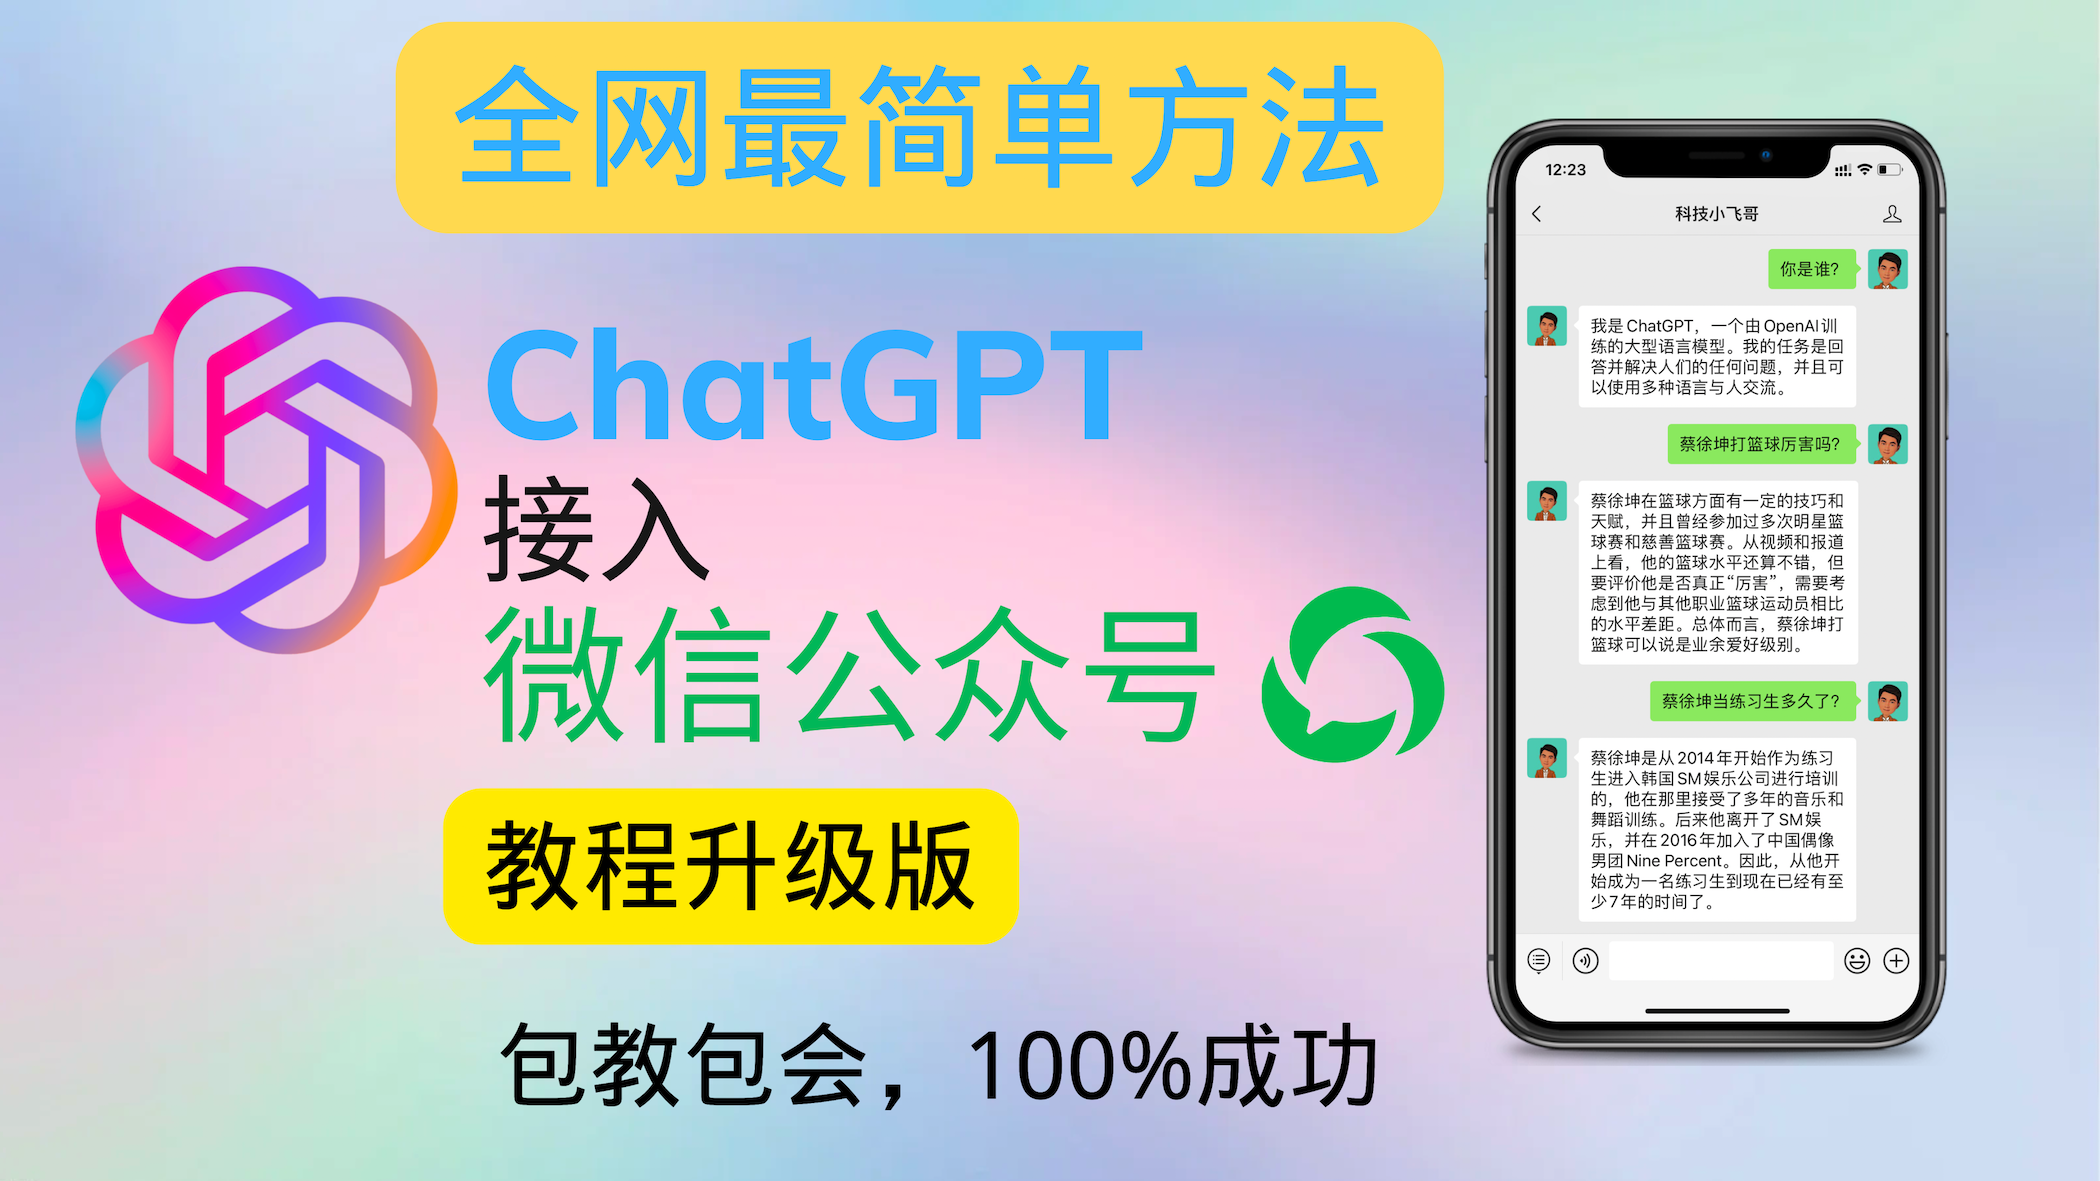 全网最简单方法
ChatGPT
接入
微信公众号
教程升级版
包教包会，100%成功
12:23
科技小飞哥
你是谁?
我是ChatGPT，一个由OpenAI训
练的大型语言模型。我的任务是回
答并解决人们的任何问题，并且可
以使用多种语言与人交流。
蔡徐坤打篮球厉害吗?
蔡徐坤在篮球方面有一定的技巧和
天赋，并且曾经参加过多次明星篮
球赛和慈善篮球赛。从视频和报道
上看，他的篮球水平还算不错，但
要评价他是否真正“厉害”，需要考
虑到他与其他职业篮球运动员相比
的水平差距。总体而言，蔡徐坤打
篮球可以说是业余爱好级别。
蔡徐坤当练习生多久了?
蔡徐坤是从2014年开始作为练习
生进入韩国SM娱乐公司进行培训
的，他在那里接受了多年的音乐和
舞蹈训练。后来他离开了SM娱
乐，并在2016年加入了中国偶像
男团Nine Percent。因此，从他开
始成为一名练习生到现在已经有至
少7年的时间了。